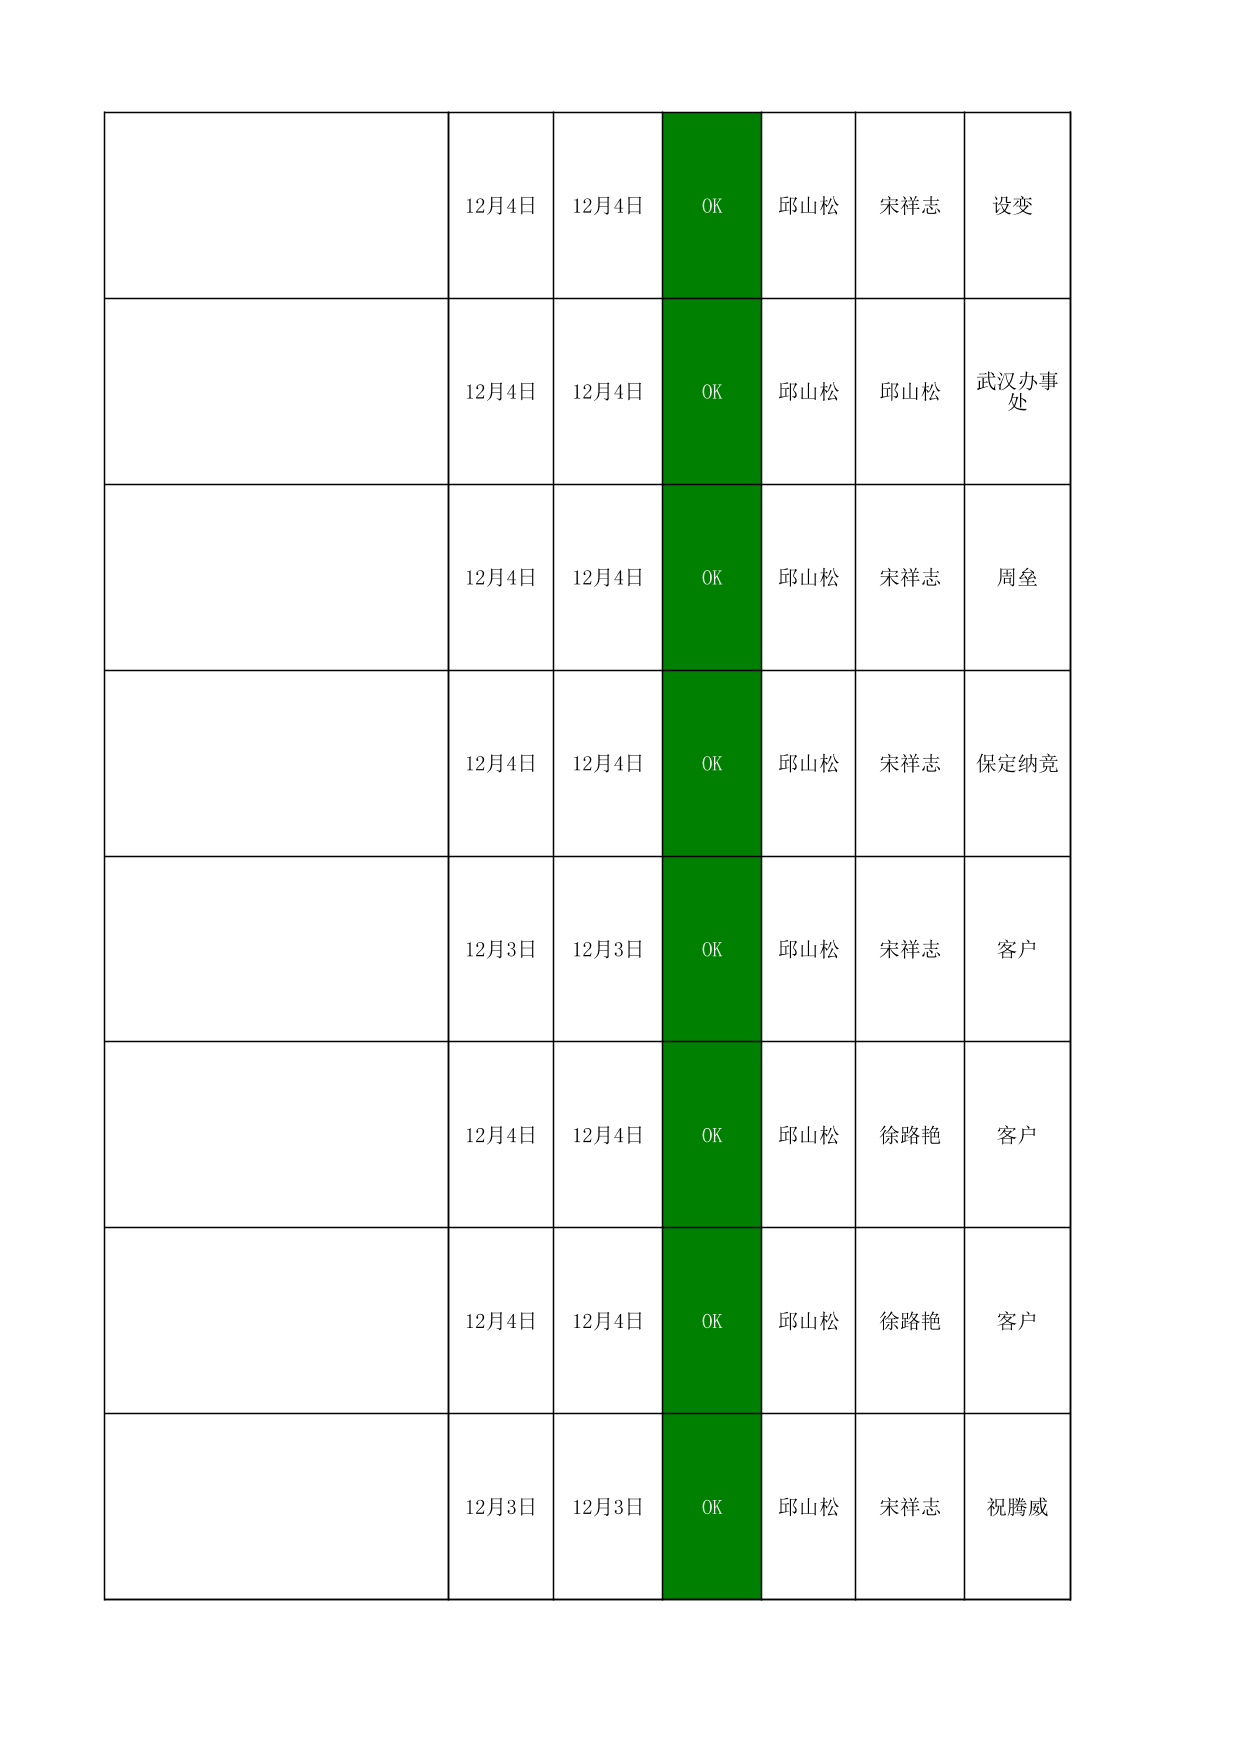 12月4日 12月4日 OK 邱山松 宋祥志 设变
12月4日 12月4日 OK 邱山松 邱山松 武汉办事
处
12月4日 12月4日 OK 邱山松 宋祥志 周垒
12月4日 12月4日 OK 邱山松 宋祥志 保定纳竞
12月3日 12月3日 OK 邱山松 宋祥志 客户
12月4日 12月4日 OK 邱山松 徐路艳 客户
12月4日 12月4日 OK 邱山松 徐路艳 客户
12月3日 12月3日 OK 邱山松 宋祥志 祝腾威